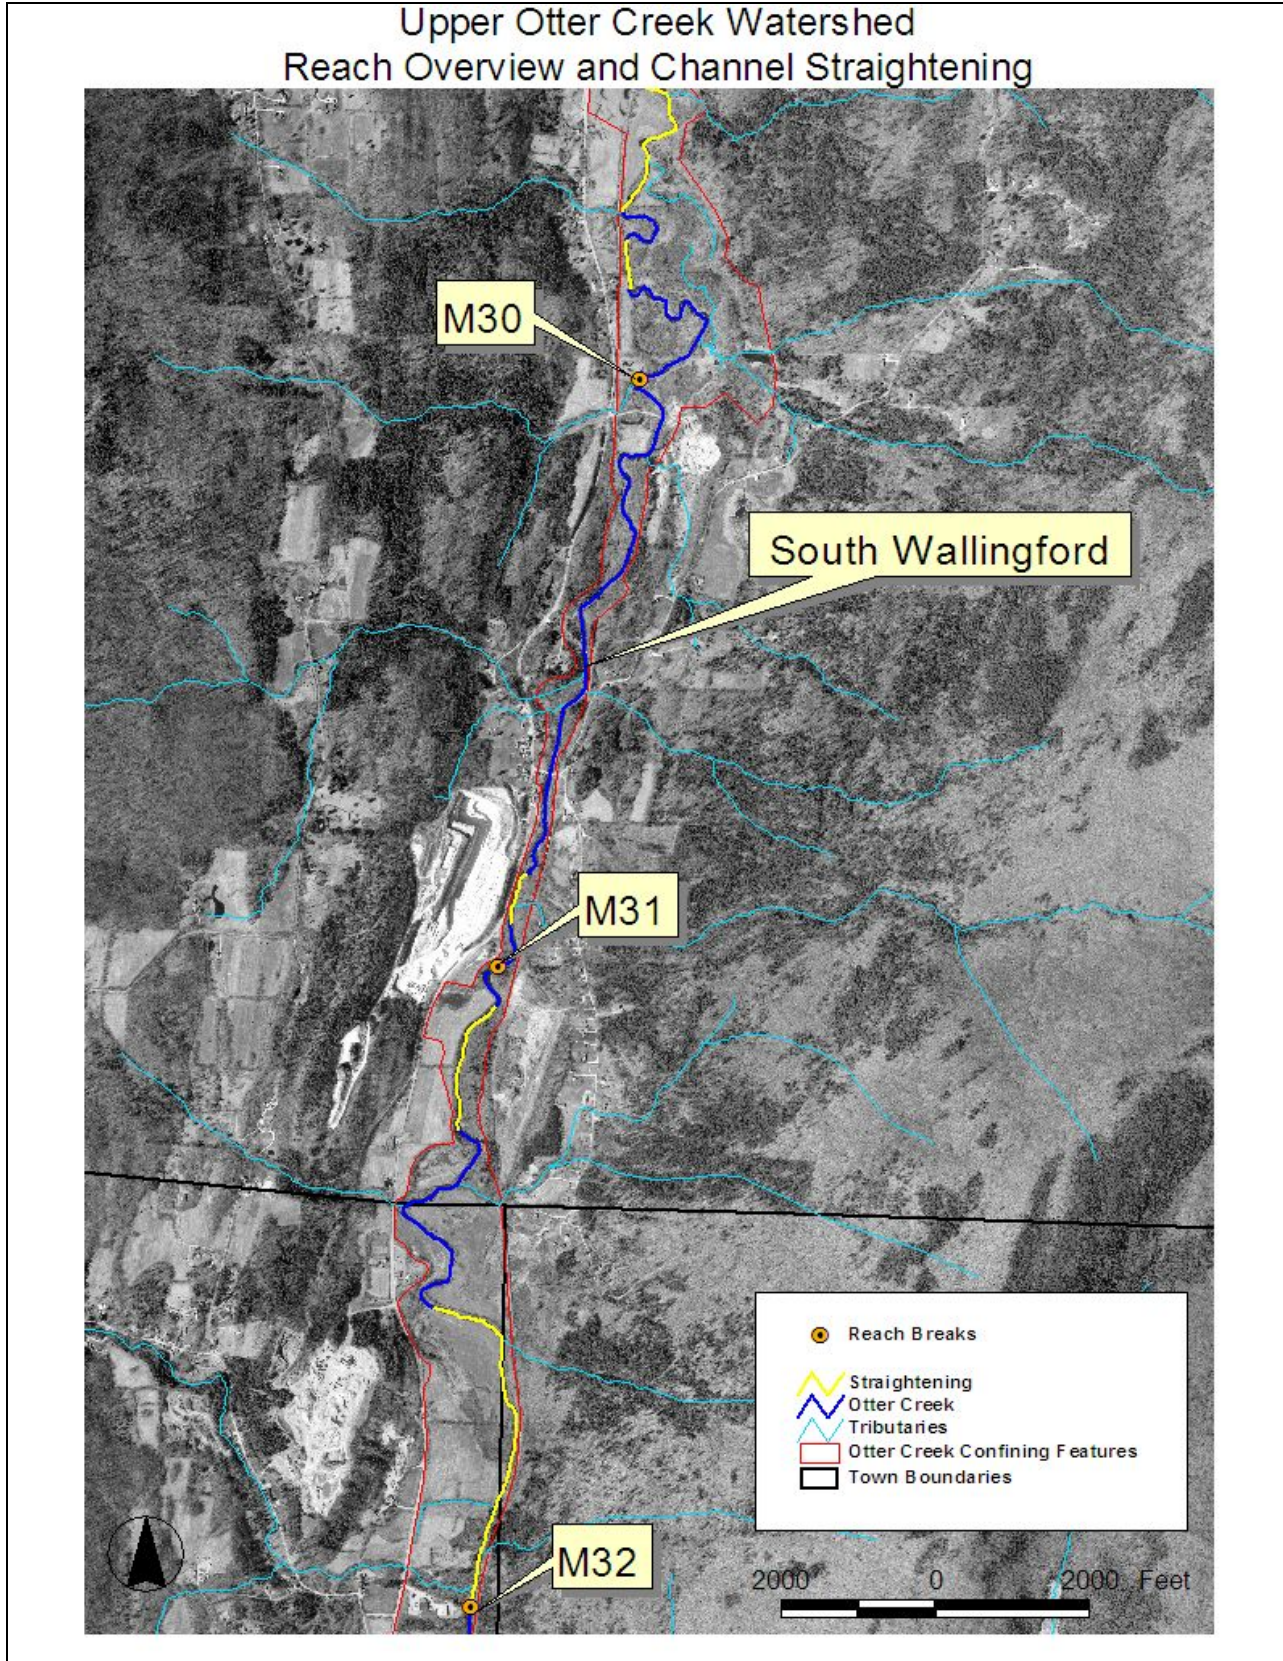 Upper Otter Creek Watershed
Reach Overview and Channel Straightening
M30
South Wallingford
M31
M32
Reach Breaks
Straightening
Otter Creek
Tributaries
Otter Creek Confining Features
Town Boundaries
2000 0 2000 Feet